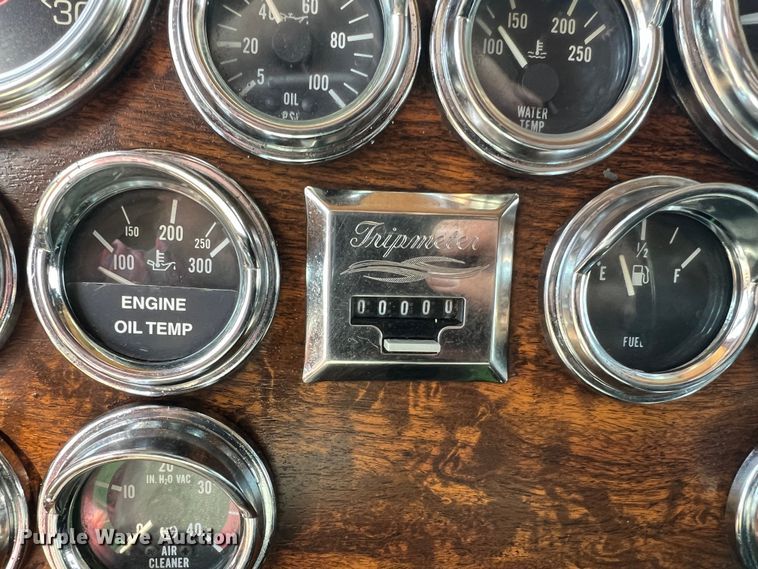 30
40 60
20 80
5 100
OIL
PSI
150 200
100 250
WATER
TEMP
150 200 250
100 300
ENGINE
OIL TEMP
Tripmeter
00000
1/2
E F
FUEL
20
IN. H₂O VAC
10 30
0 40
AIR
CLEANER
Purple Wave Auction